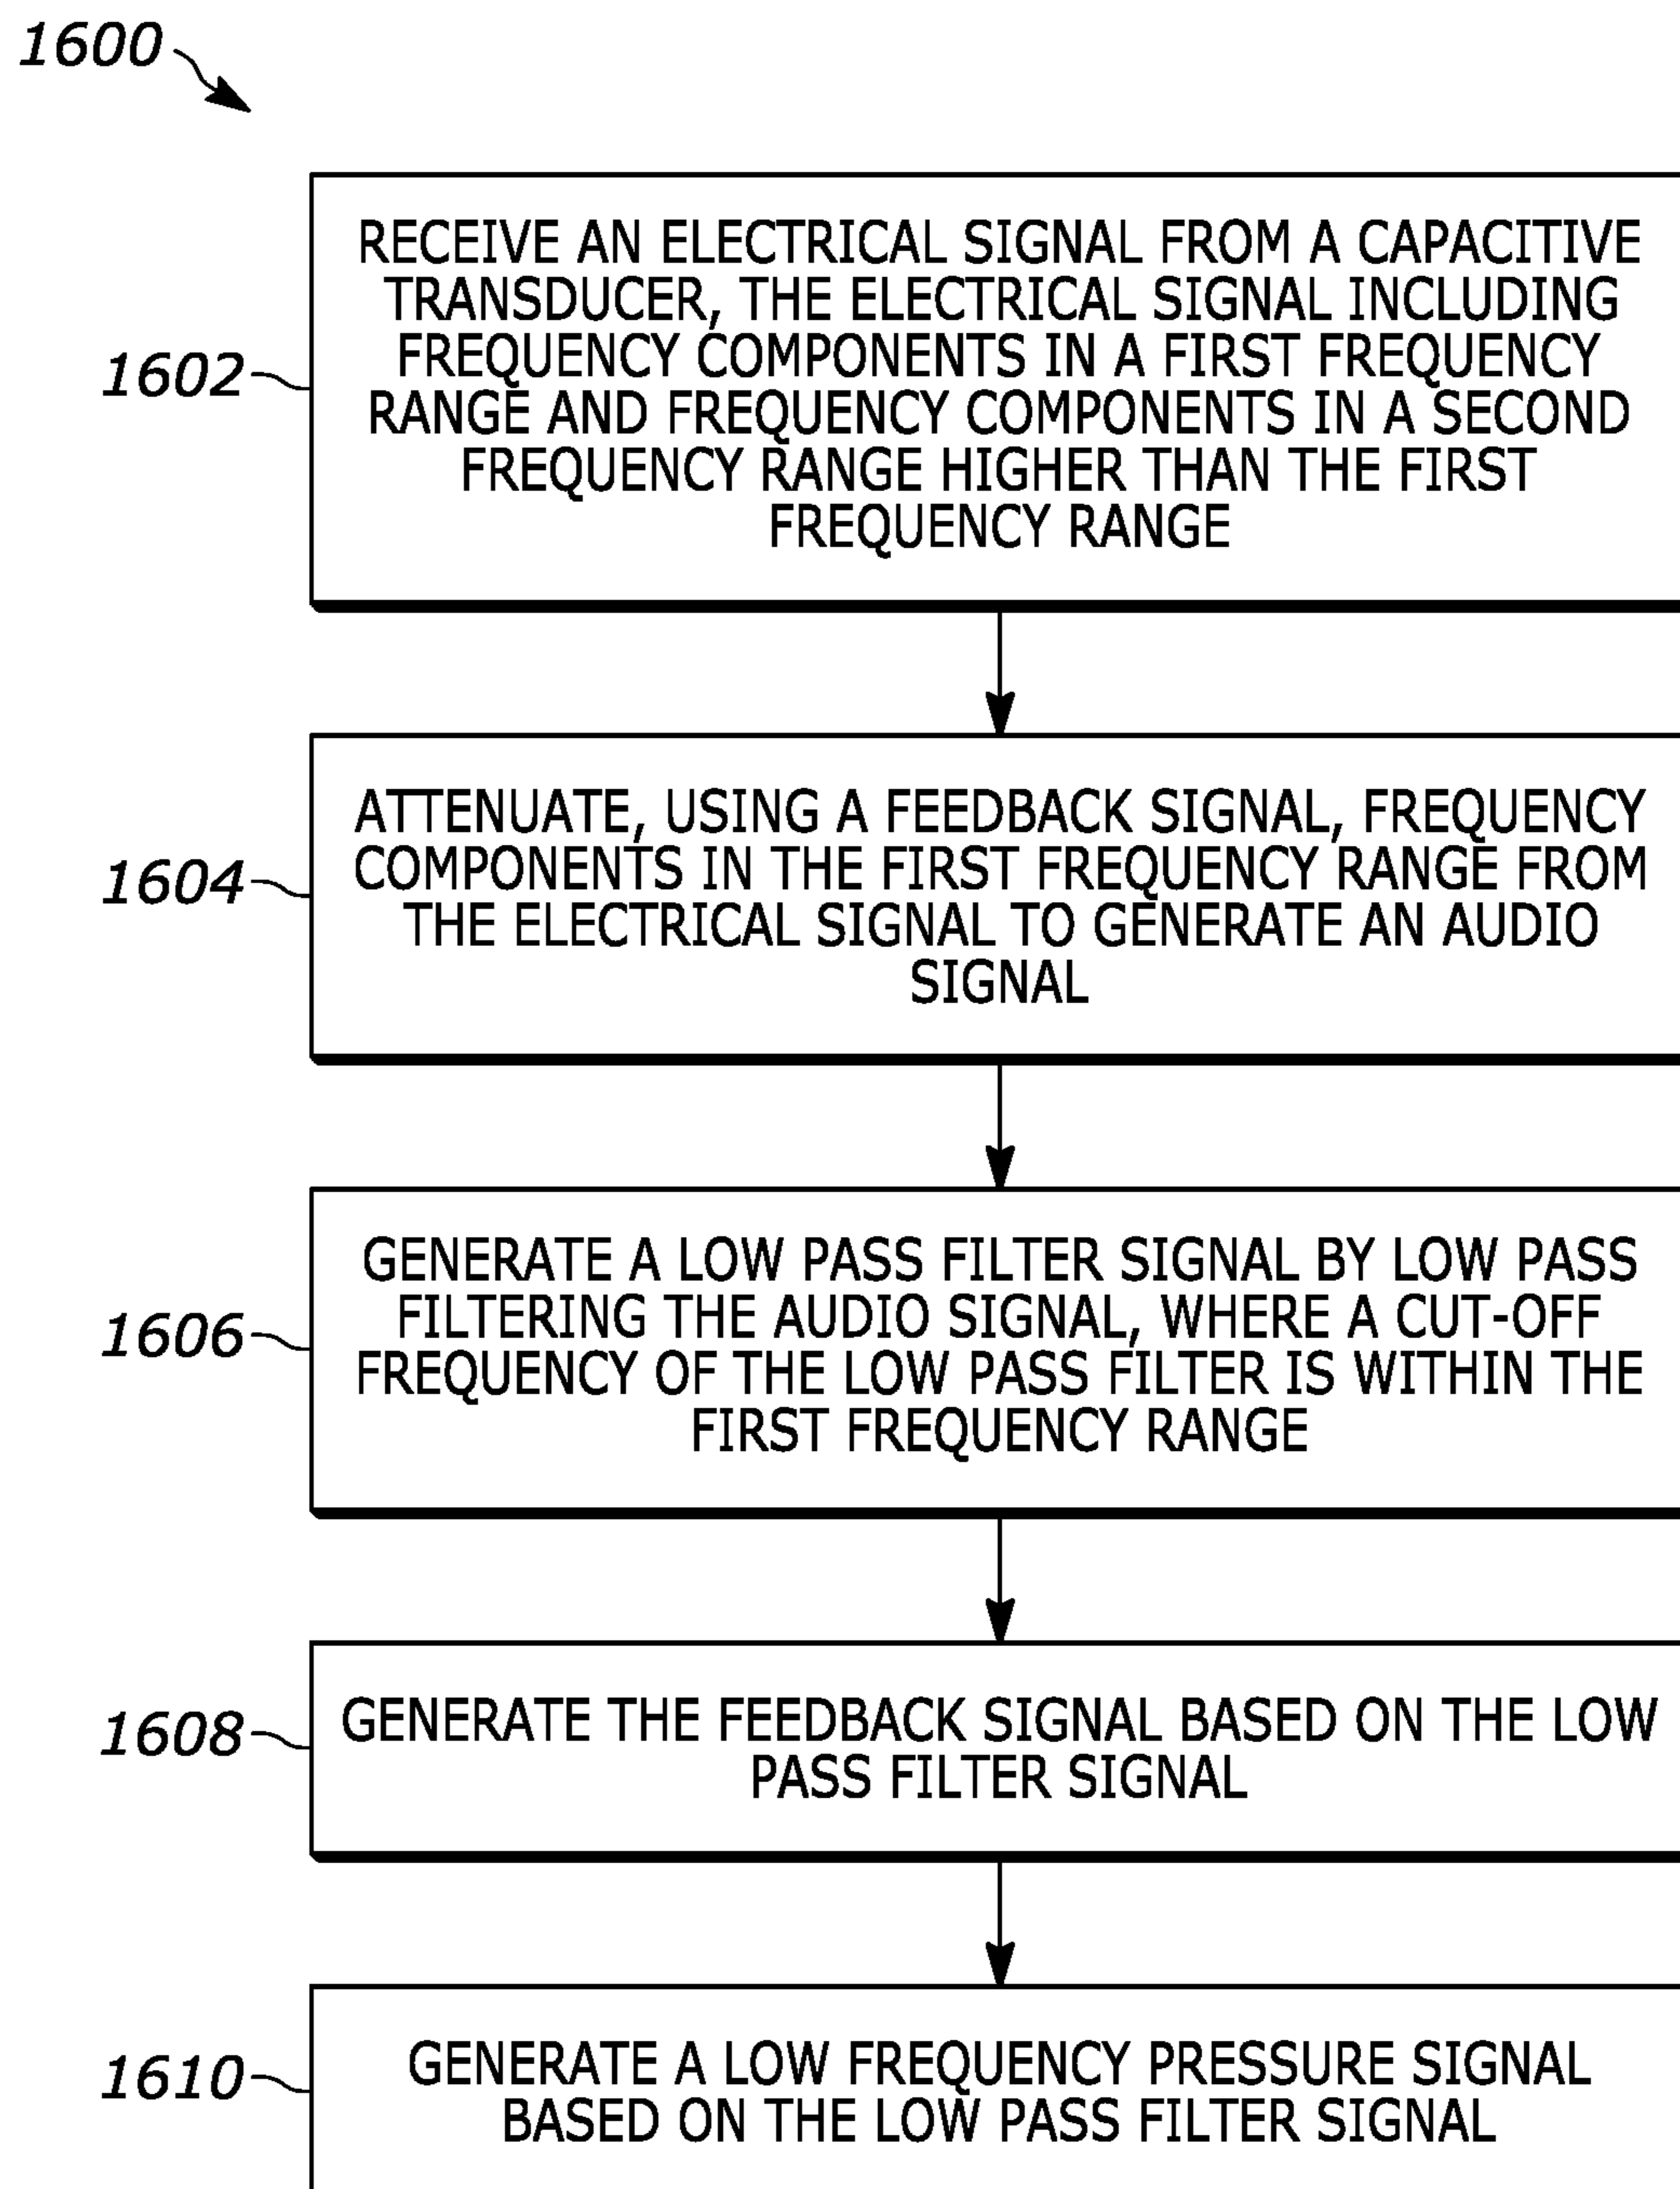 1600
RECEIVE AN ELECTRICAL SIGNAL FROM A CAPACITIVE
TRANSDUCER, THE ELECTRICAL SIGNAL INCLUDING
FREQUENCY COMPONENTS IN A FIRST FREQUENCY
RANGE AND FREQUENCY COMPONENTS IN A SECOND
FREQUENCY RANGE HIGHER THAN THE FIRST
FREQUENCY RANGE
1602
ATTENUATE, USING A FEEDBACK SIGNAL, FREQUENCY
COMPONENTS IN THE FIRST FREQUENCY RANGE FROM
THE ELECTRICAL SIGNAL TO GENERATE AN AUDIO
SIGNAL
1604
GENERATE A LOW PASS FILTER SIGNAL BY LOW PASS
FILTERING THE AUDIO SIGNAL, WHERE A CUT-OFF
FREQUENCY OF THE LOW PASS FILTER IS WITHIN THE
FIRST FREQUENCY RANGE
1606
GENERATE THE FEEDBACK SIGNAL BASED ON THE LOW
PASS FILTER SIGNAL
1608
GENERATE A LOW FREQUENCY PRESSURE SIGNAL
BASED ON THE LOW PASS FILTER SIGNAL
1610